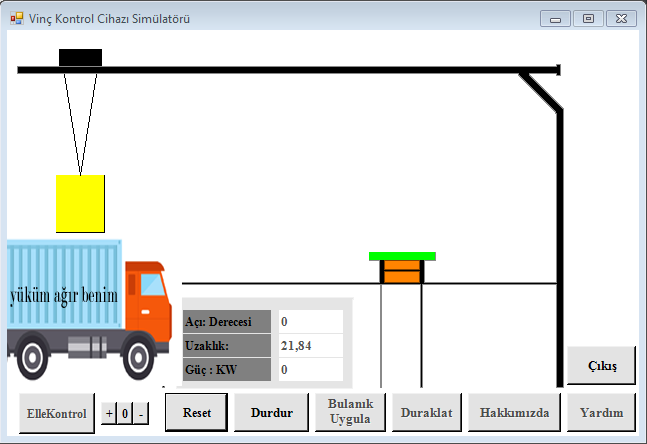 Vinç Kontrol Cihazı Simülatörü
yüküm ağır benim
Açı: Derecesi 0
Uzaklık: 21,84
Güç : KW 0
Çıkış
ElleKontrol + 0 - Reset Durdur Bulanık Uygula Duraklat Hakkımızda Yardım